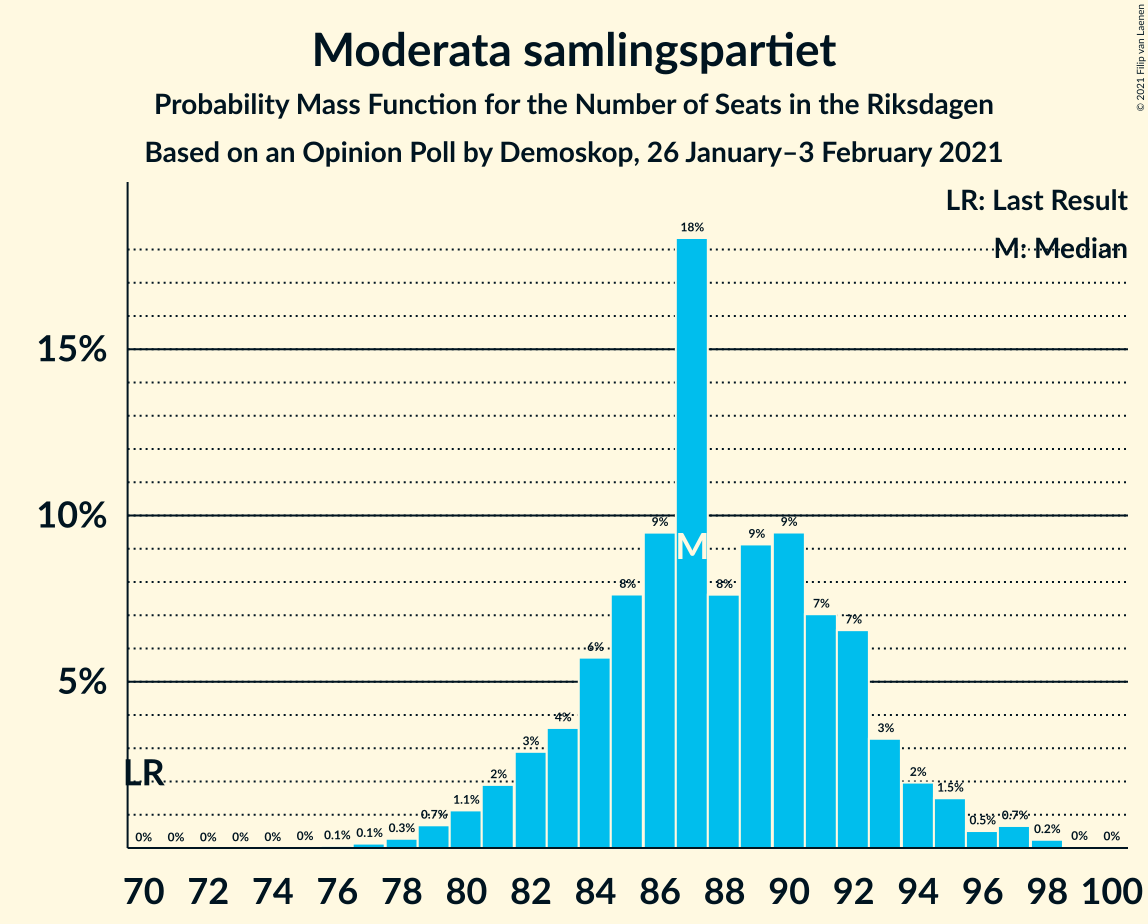 Moderata samlingspartiet
Probability Mass Function for the Number of Seats in the Riksdagen
Based on an Opinion Poll by Demoskop, 26 January–3 February 2021
© 2021 Filip van Laenen
LR: Last Result
M: Median
15%
10%
5%
LR
M
0% 0% 0% 0% 0% 0% 0.1% 0.1% 0.3% 0.7% 1.1% 2% 3% 4% 6% 8% 9% 18% 8% 9% 9% 7% 7% 3% 2% 1.5% 0.5% 0.7% 0.2% 0% 0%
70 72 74 76 78 80 82 84 86 88 90 92 94 96 98 100